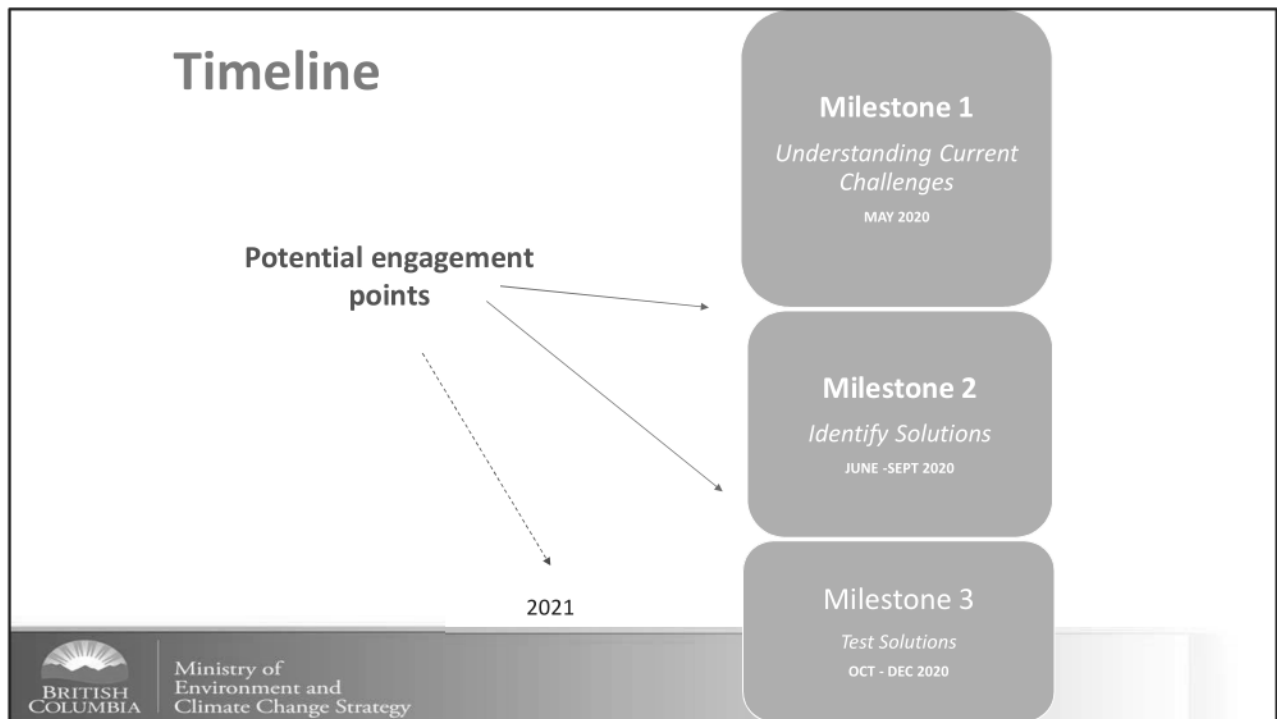 Timeline
Potential engagement
points
2021
Milestone 1
Understanding Current
Challenges
MAY 2020
Milestone 2
Identify Solutions
JUNE -SEPT 2020
Milestone 3
Test Solutions
OCT - DEC 2020
BRITISH
COLUMBIA
Ministry of
Environment and
Climate Change Strategy